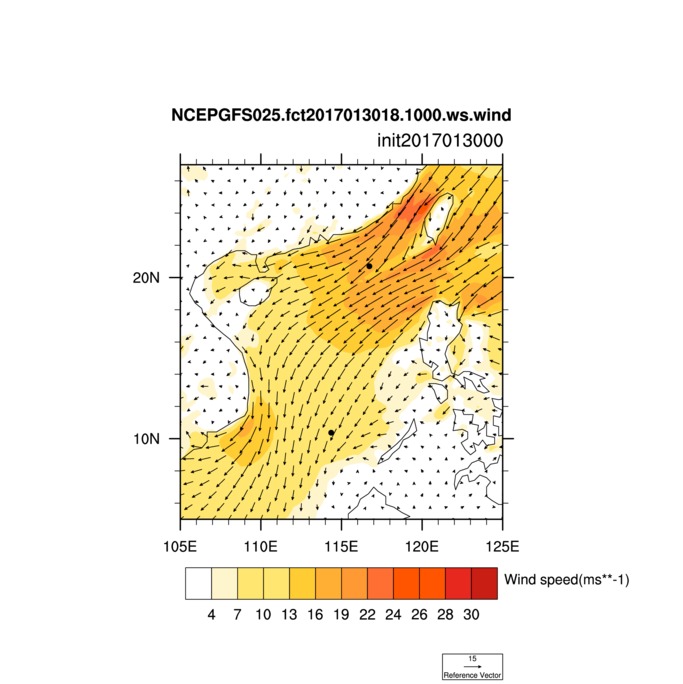 NCEPGFS025.fct2017013018.1000.ws.wind
init2017013000
20N
10N
105E 110E 115E 120E 125E
Wind speed(ms**-1)
4 7 10 13 16 19 22 24 26 28 30
15
Reference Vector